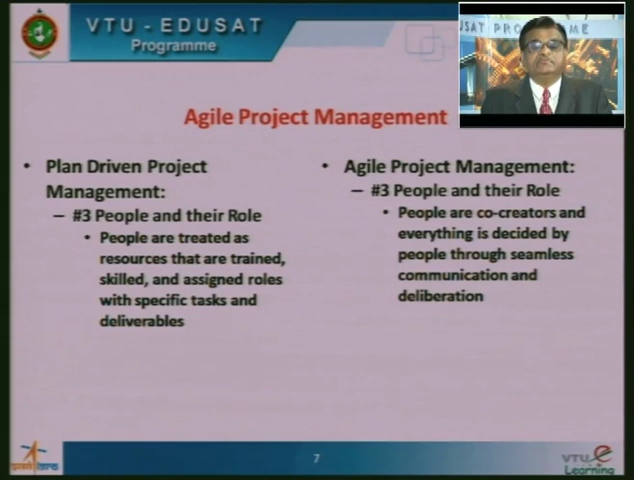 VTU - EDUSAT
Programme
USAT PROGRAMME
Agile Project Management
• Plan Driven Project
Management:
– #3 People and their Role
• People are treated as
resources that are trained,
skilled, and assigned roles
with specific tasks and
deliverables
• Agile Project Management:
– #3 People and their Role
• People are co-creators and
everything is decided by
people through seamless
communication and
deliberation
7
VTU e
Learning